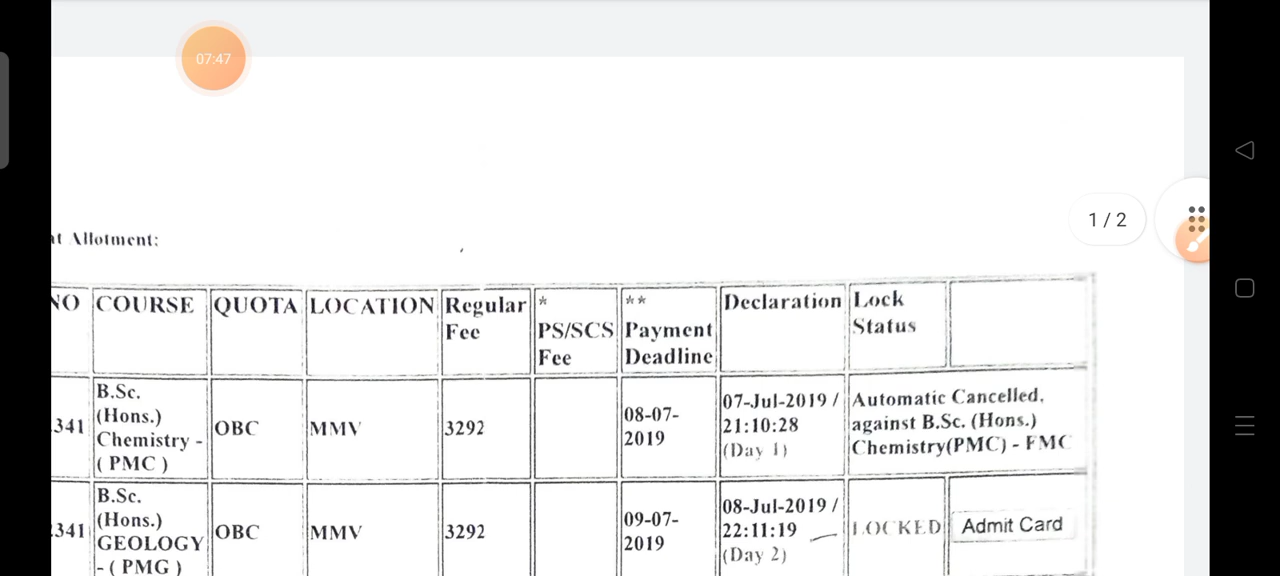 07:47
1 / 2
at Allotment:
NO COURSE QUOTA LOCATION Regular Fee * PS/SCS Fee ** Payment Deadline Declaration Lock Status
341 B.Sc. (Hons.) Chemistry - ( PMC ) OBC MMV 3292 08-07-2019 07-Jul-2019 / 21:10:28 (Day 1) Automatic Cancelled, against B.Sc. (Hons.) Chemistry(PMC) - FMC
341 B.Sc. (Hons.) GEOLOGY - ( PMG ) OBC MMV 3292 09-07-2019 08-Jul-2019 / 22:11:19 (Day 2) LOCKED Admit Card